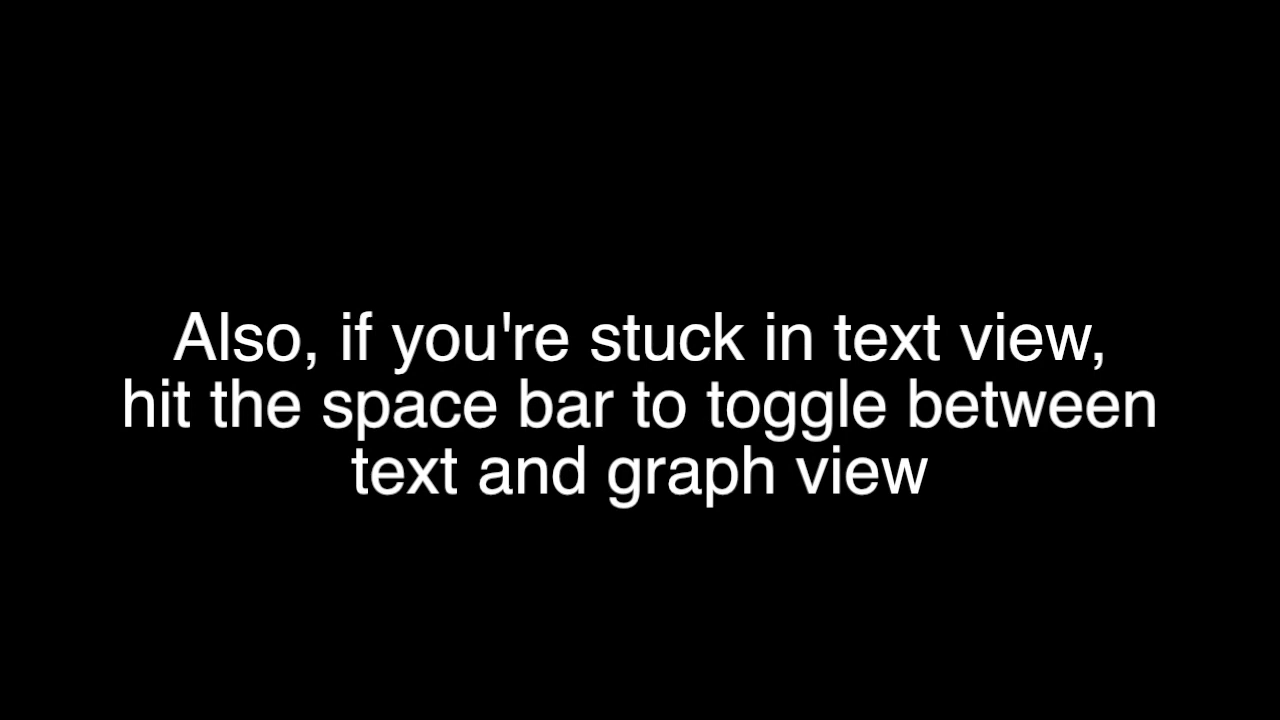 Also, if you're stuck in text view,
hit the space bar to toggle between
text and graph view